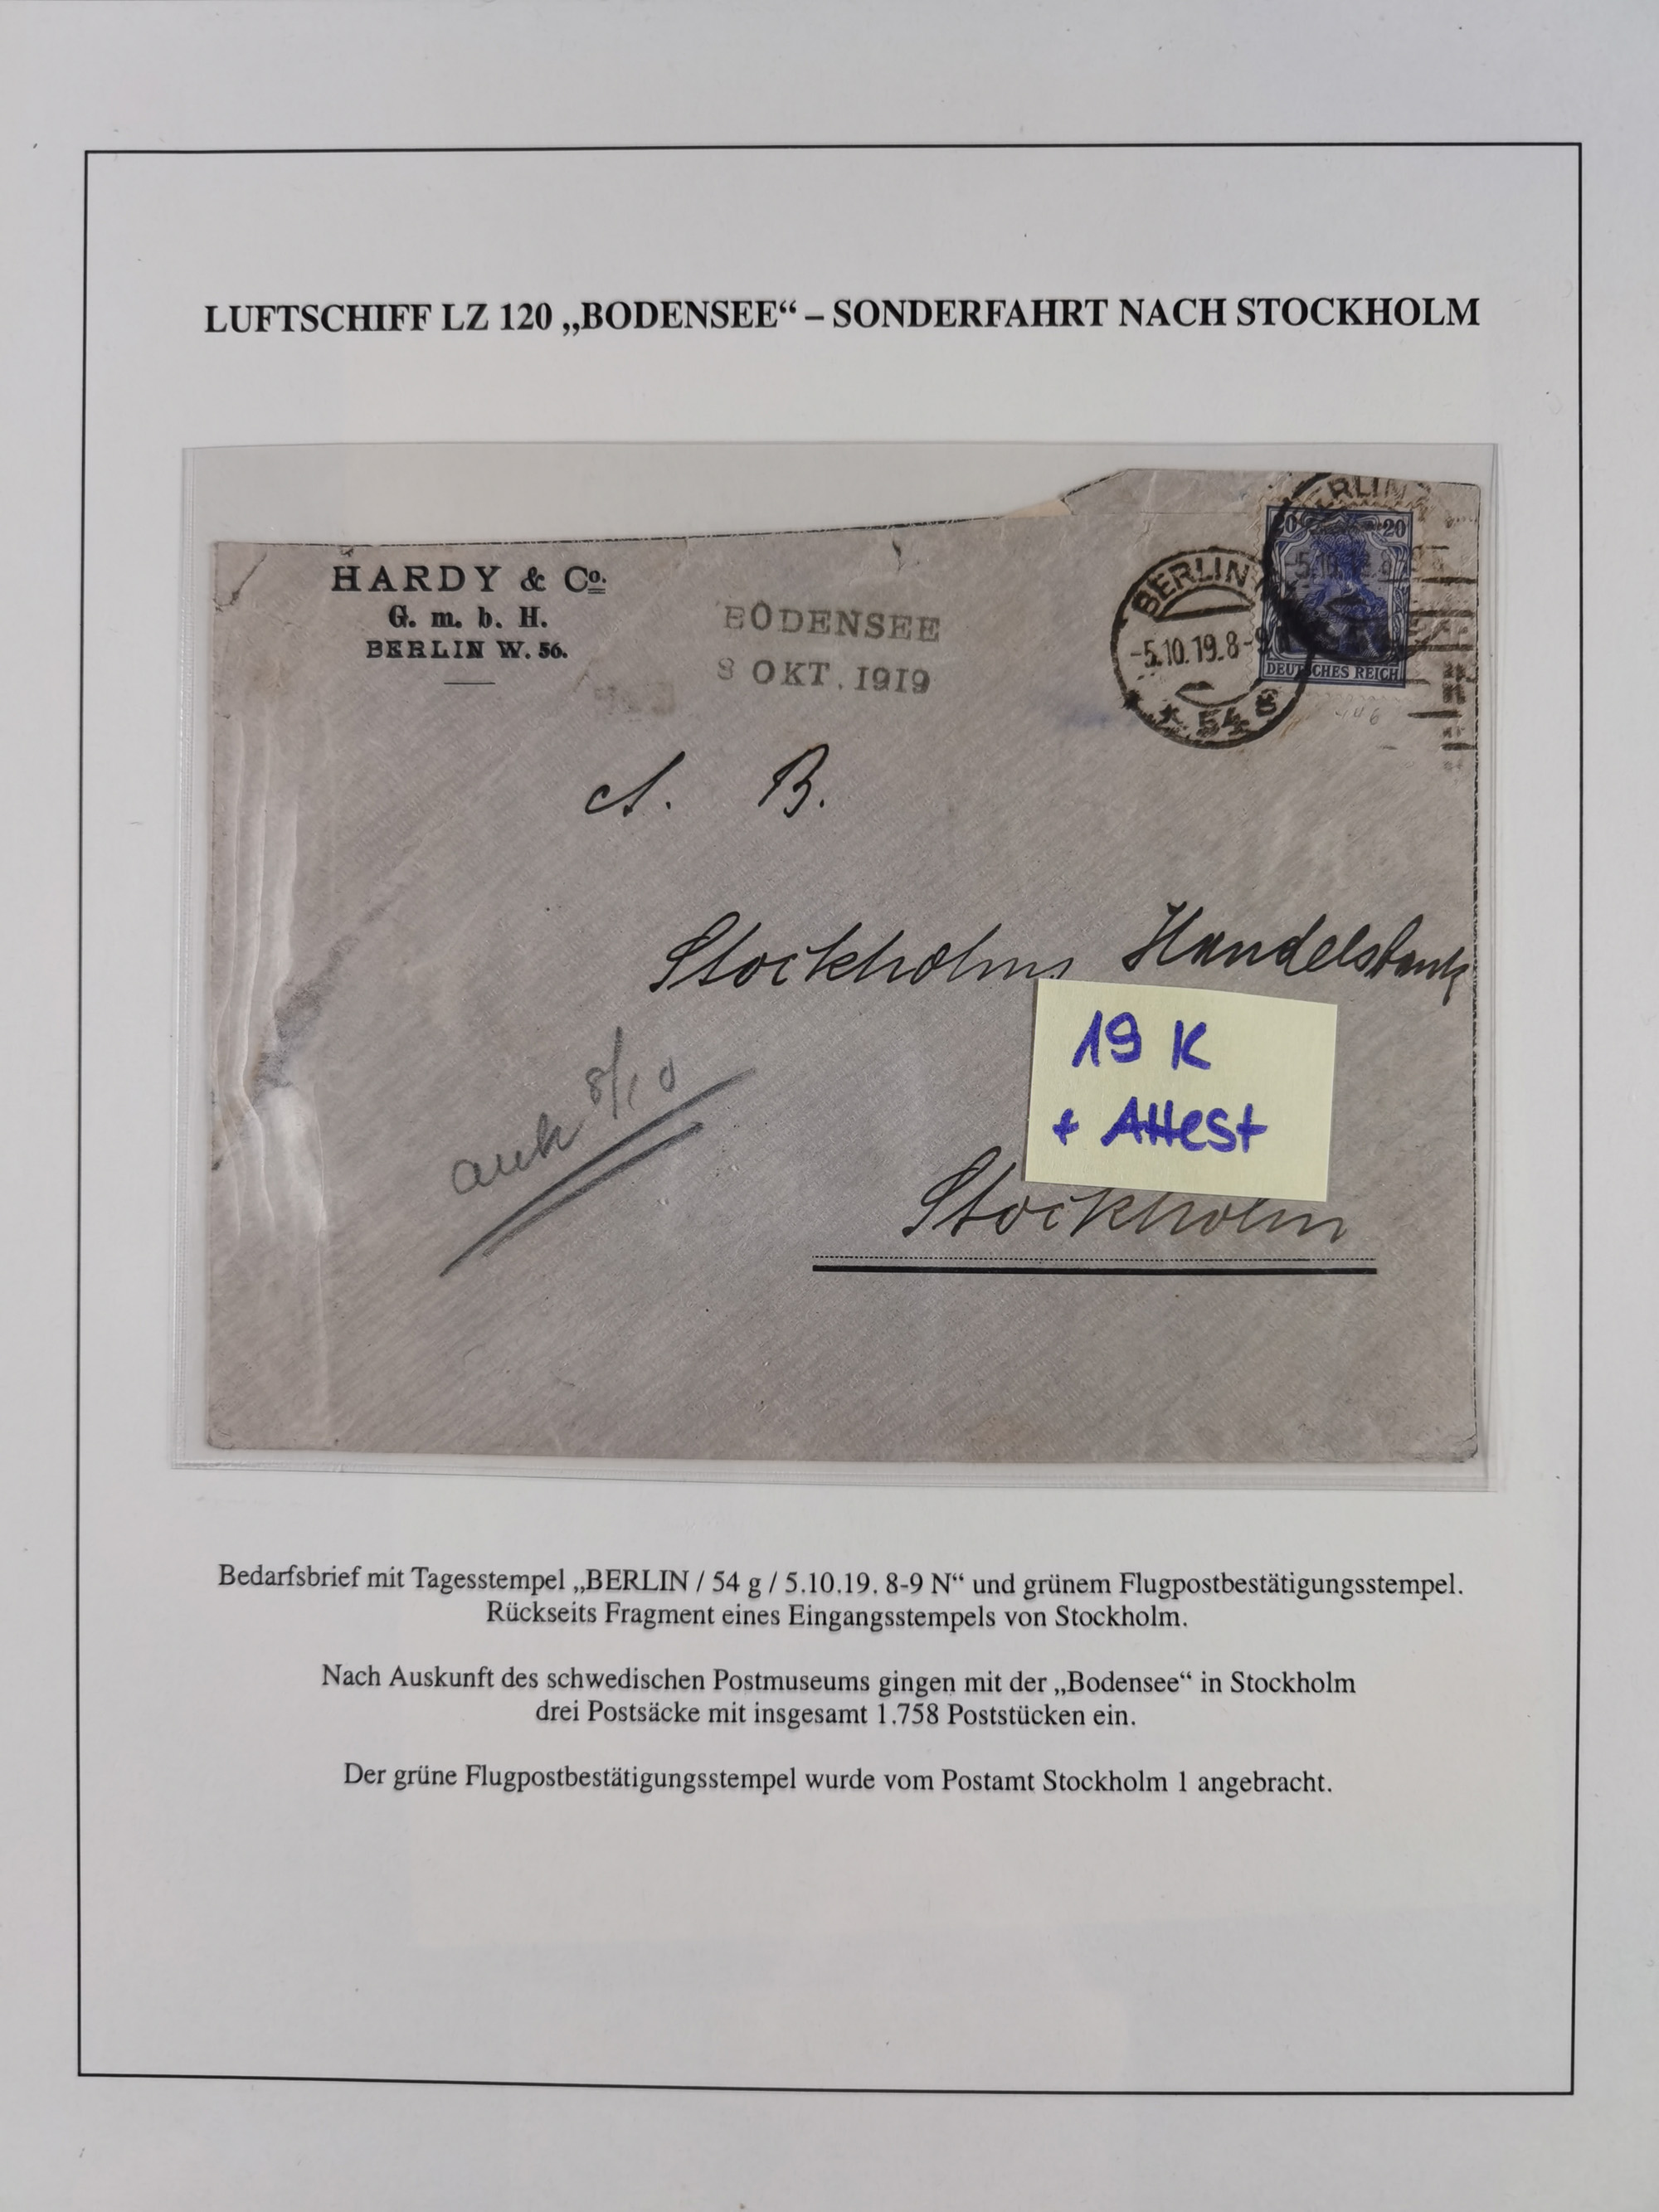 LUFTSCHIFF LZ 120 „BODENSEE“ – SONDERFAHRT NACH STOCKHOLM
HARDY & Co.
G. m. b. H.
BERLIN W. 56.
BODENSEE
8 OKT. 1919
BERLIN
-5.10.19.8-9
* 54
BERLIN
20 20
DEUTSCHES REICH
A. B.
Stockholms Handelsbank
ank 8/10
19 K
+ Attest
Stockholm
Bedarfsbrief mit Tagesstempel „BERLIN / 54 g / 5.10.19. 8-9 N“ und grünem Flugpostbestätigungsstempel.
Rückseits Fragment eines Eingangsstempels von Stockholm.
Nach Auskunft des schwedischen Postmuseums gingen mit der „Bodensee“ in Stockholm
drei Postsäcke mit insgesamt 1.758 Poststücken ein.
Der grüne Flugpostbestätigungsstempel wurde vom Postamt Stockholm 1 angebracht.